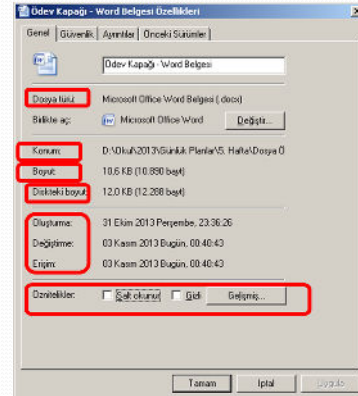 Ödev Kapağı - Word Belgesi Özellikleri
Genel Güvenlik Ayrıntılar Önceki Sürümler
Ödev Kapağı - Word Belgesi
Dosya türü: Microsoft Office Word Belgesi (.docx)
Birlikte aç: Microsoft Office Word Değiştir...
Konum: D:\Okul\2013\Günlük Planlar\5. Hafta\Dosya Ö
Boyut: 10,6 KB (10.890 bayt)
Diskteki boyut: 12,0 KB (12.288 bayt)
Oluşturma: 31 Ekim 2013 Perşembe, 23:36:26
Değiştirme: 03 Kasım 2013 Bugün, 00:40:43
Erişim: 03 Kasım 2013 Bugün, 00:40:43
Öznitelikler: Salt okunur Gizli Gelişmiş...
Tamam İptal Uygula